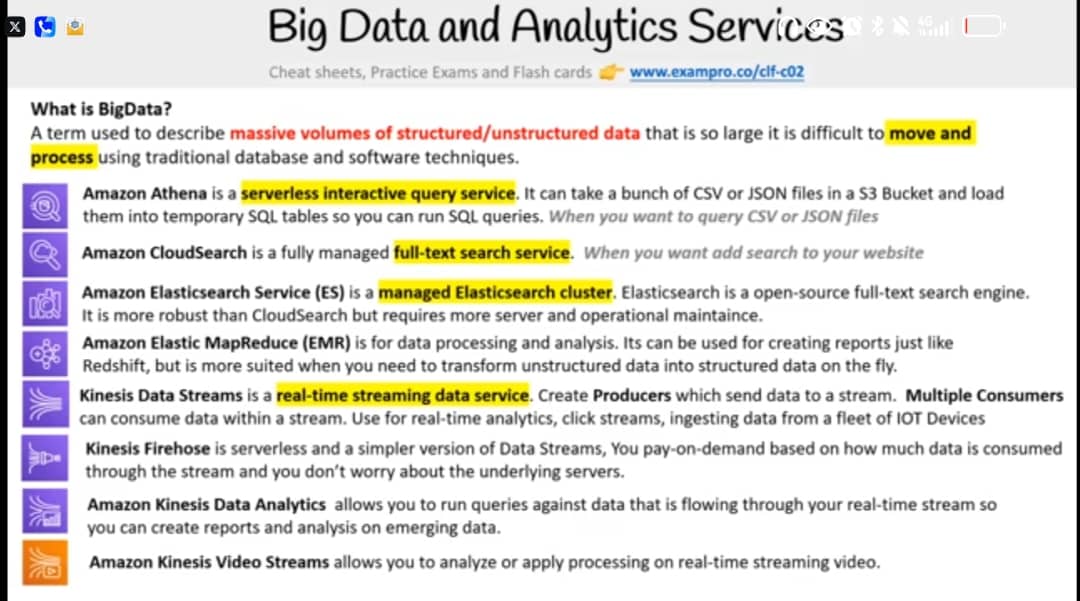 Big Data and Analytics Services
4G
Cheat sheets, Practice Exams and Flash cards 👉 www.exampro.co/clf-c02
What is BigData?
A term used to describe massive volumes of structured/unstructured data that is so large it is difficult to move and
process using traditional database and software techniques.
Amazon Athena is a serverless interactive query service. It can take a bunch of CSV or JSON files in a S3 Bucket and load
them into temporary SQL tables so you can run SQL queries. When you want to query CSV or JSON files
Amazon CloudSearch is a fully managed full-text search service. When you want add search to your website
Amazon Elasticsearch Service (ES) is a managed Elasticsearch cluster. Elasticsearch is a open-source full-text search engine.
It is more robust than CloudSearch but requires more server and operational maintaince.
Amazon Elastic MapReduce (EMR) is for data processing and analysis. Its can be used for creating reports just like
Redshift, but is more suited when you need to transform unstructured data into structured data on the fly.
Kinesis Data Streams is a real-time streaming data service. Create Producers which send data to a stream. Multiple Consumers
can consume data within a stream. Use for real-time analytics, click streams, ingesting data from a fleet of IOT Devices
Kinesis Firehose is serverless and a simpler version of Data Streams, You pay-on-demand based on how much data is consumed
through the stream and you don't worry about the underlying servers.
Amazon Kinesis Data Analytics allows you to run queries against data that is flowing through your real-time stream so
you can create reports and analysis on emerging data.
Amazon Kinesis Video Streams allows you to analyze or apply processing on real-time streaming video.